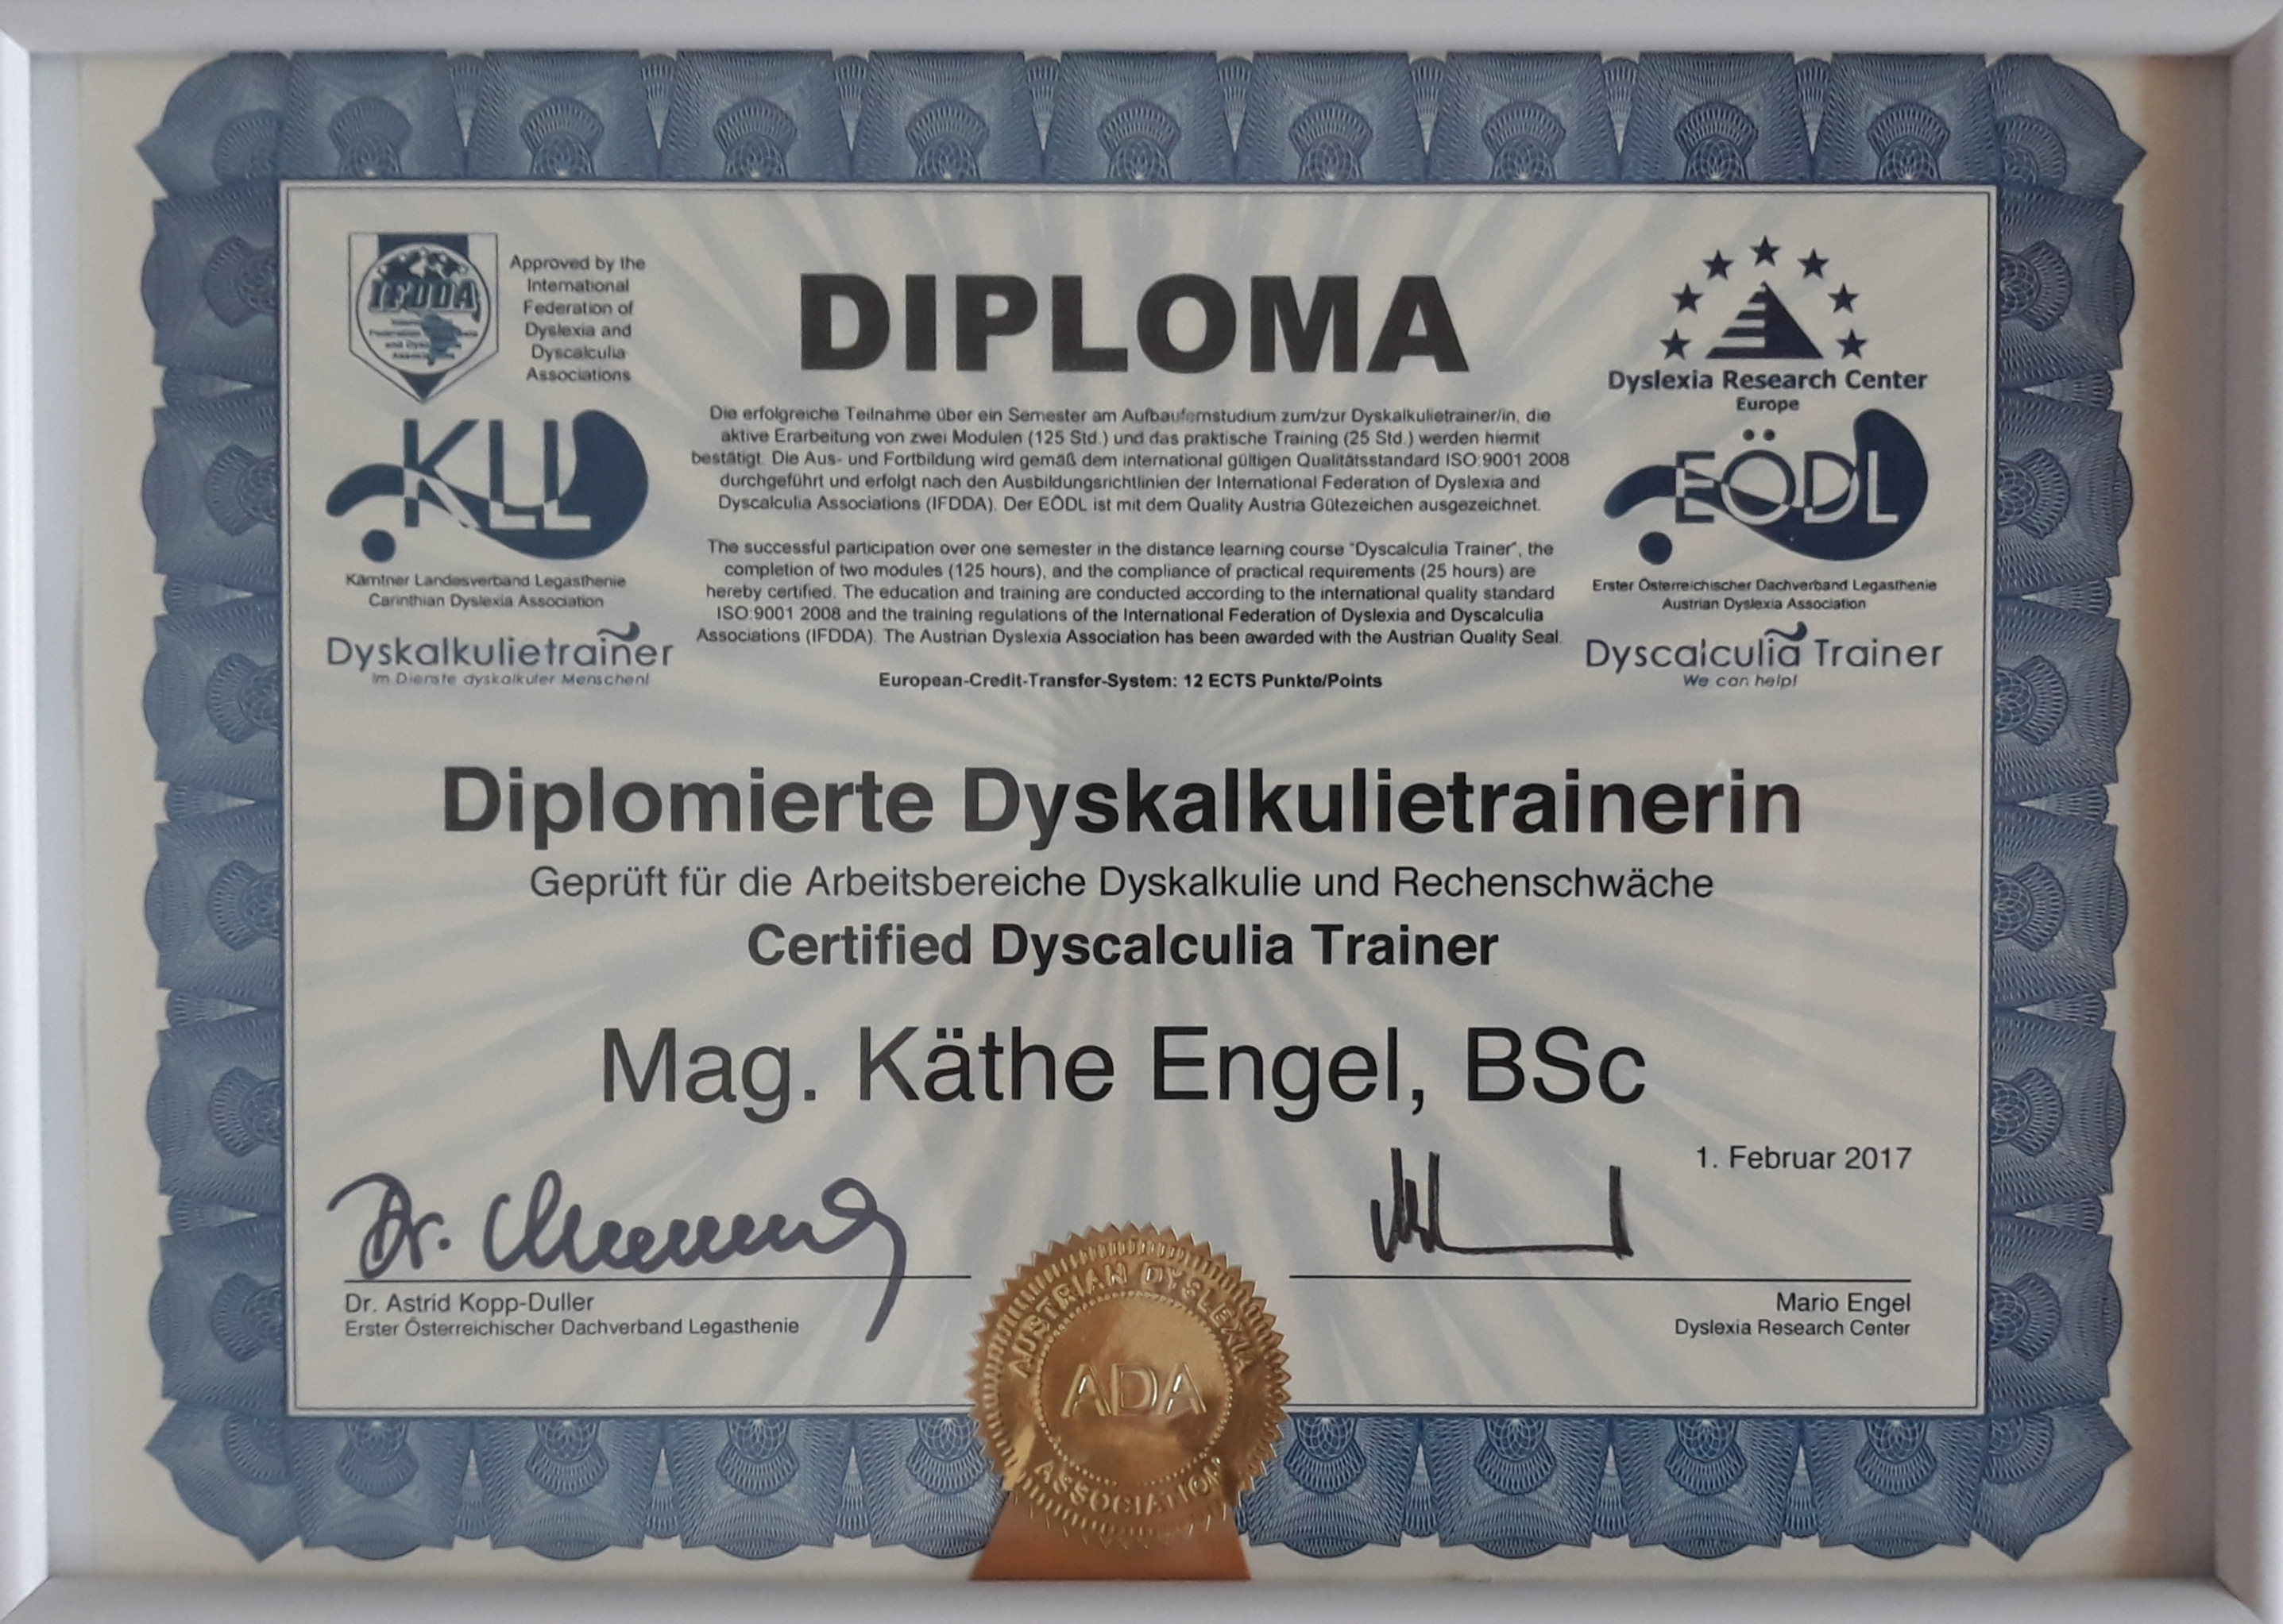 IFDDA
Approved by the
International
Federation of
Dyslexia and
Dyscalculia
Associations
KLL
Kärntner Landesverband Legasthenie
Carinthian Dyslexia Association
Dyskalkulietrainer
Im Dienste dyskalkuler Menschen!
DIPLOMA
Die erfolgreiche Teilnahme über ein Semester am Aufbaufernstudium zum/zur Dyskalkulietrainer/in, die
aktive Erarbeitung von zwei Modulen (125 Std.) und das praktische Training (25 Std.) werden hiermit
bestätigt. Die Aus- und Fortbildung wird gemäß dem international gültigen Qualitätsstandard ISO:9001 2008
durchgeführt und erfolgt nach den Ausbildungsrichtlinien der International Federation of Dyslexia and
Dyscalculia Associations (IFDDA). Der EÖDL ist mit dem Quality Austria Gütezeichen ausgezeichnet.
The successful participation over one semester in the distance learning course "Dyscalculia Trainer", the
completion of two modules (125 hours), and the compliance of practical requirements (25 hours) are
hereby certified. The education and training are conducted according to the international quality standard
ISO:9001 2008 and the training regulations of the International Federation of Dyslexia and Dyscalculia
Associations (IFDDA). The Austrian Dyslexia Association has been awarded with the Austrian Quality Seal.
European-Credit-Transfer-System: 12 ECTS Punkte/Points
Dyslexia Research Center
Europe
EÖDL
Erster Österreichischer Dachverband Legasthenie
Austrian Dyslexia Association
Dyscalculia Trainer
We can help!
Diplomierte Dyskalkulietrainerin
Geprüft für die Arbeitsbereiche Dyskalkulie und Rechenschwäche
Certified Dyscalculia Trainer
Mag. Käthe Engel, BSc
1. Februar 2017
Dr.
Dr. Astrid Kopp-Duller
Erster Österreichischer Dachverband Legasthenie
Mario Engel
Dyslexia Research Center
AUSTRIAN DYSLEXIA
ADA
ASSOCIATION